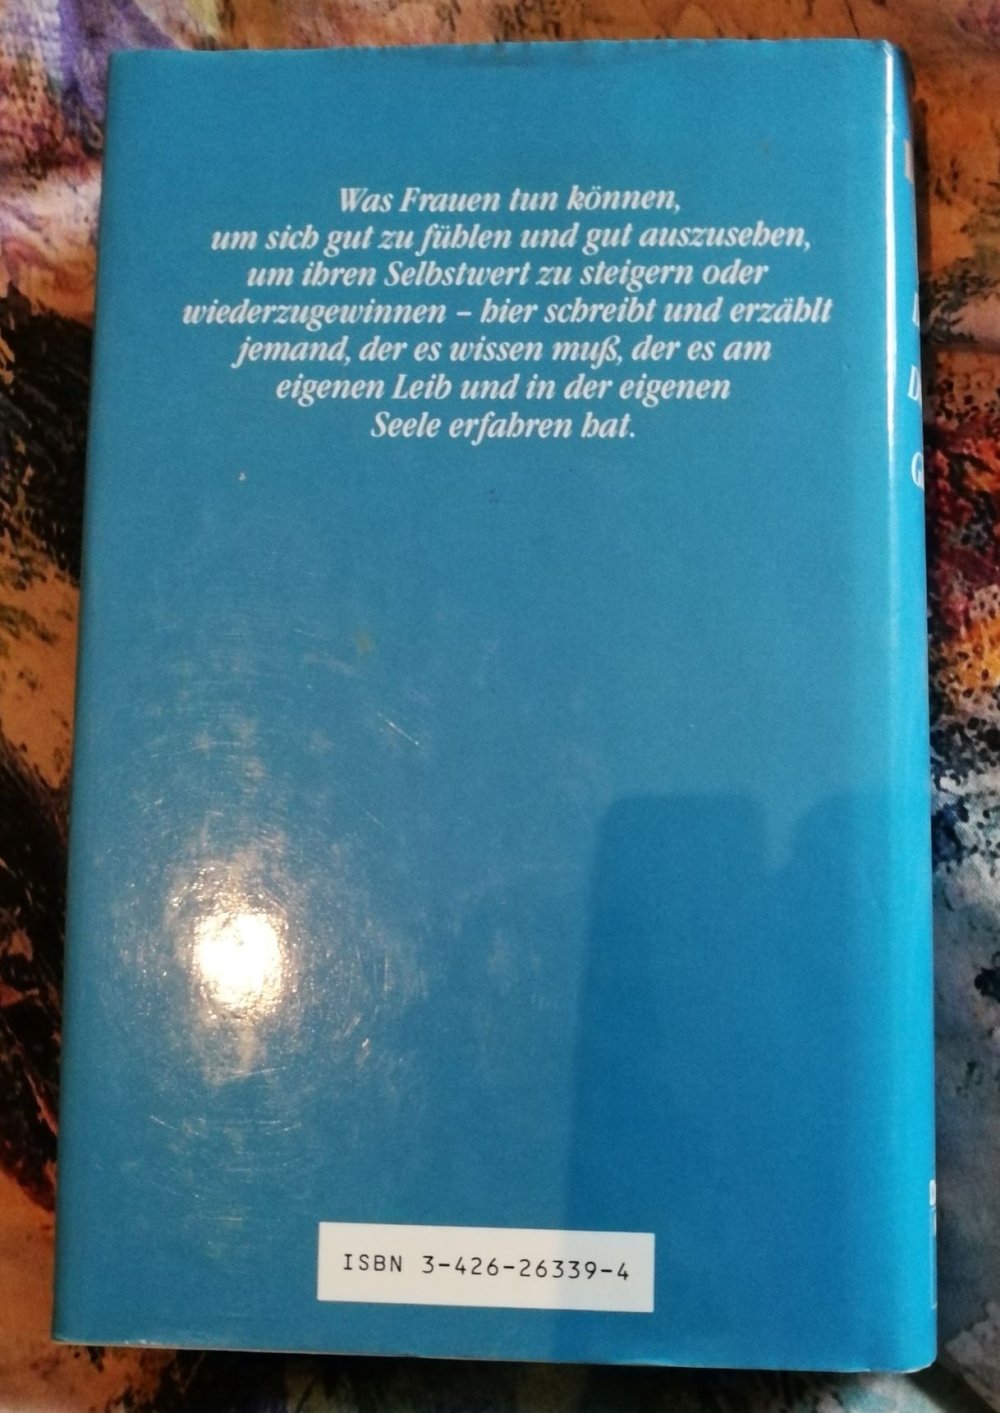 Was Frauen tun können,
um sich gut zu fühlen und gut auszusehen,
um ihren Selbstwert zu steigern oder
wiederzugewinnen – hier schreibt und erzählt
jemand, der es wissen muß, der es am
eigenen Leib und in der eigenen
Seele erfahren hat.
ISBN 3-426-26339-4